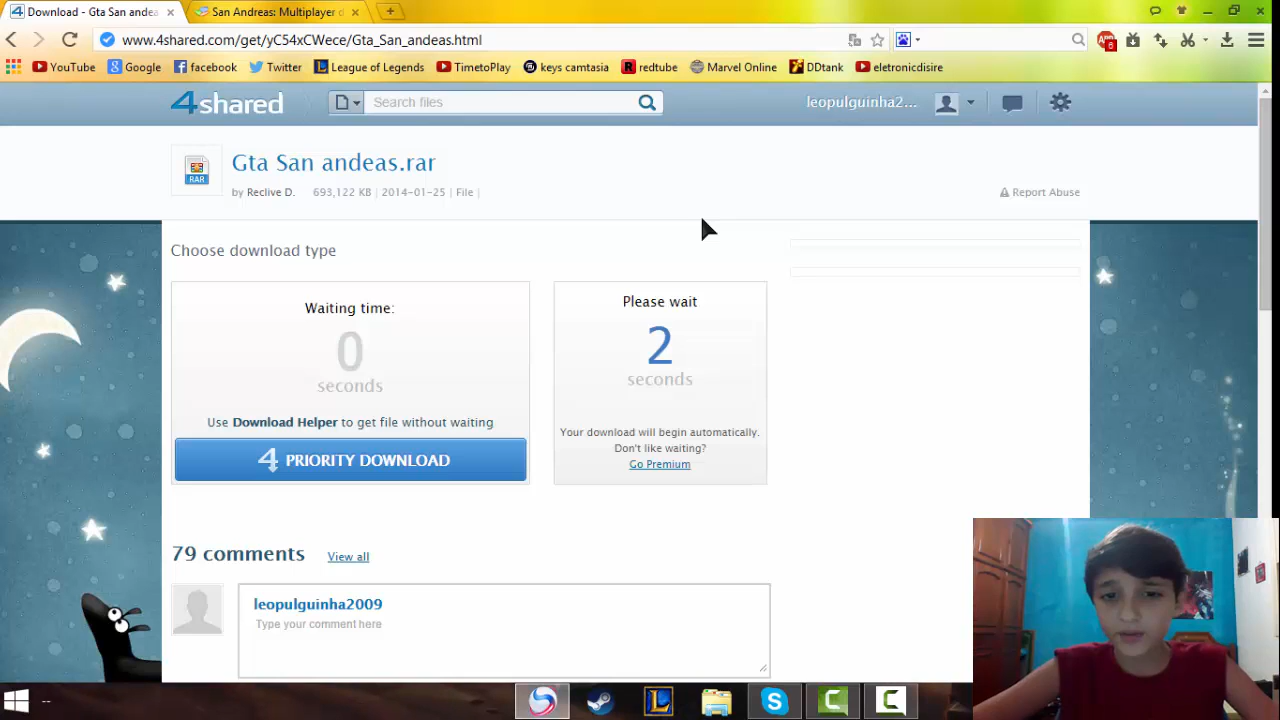 Download - Gta San andea
San Andreas: Multiplayer d
www.4shared.com/get/yC54xCWece/Gta_San_andeas.html
YouTube Google facebook Twitter League of Legends TimetoPlay keys camtasia redtube Marvel Online DDtank eletronicdisire
4shared Search files leopulguinha2...
Gta San andeas.rar
RAR
by Reclive D. 693,122 KB | 2014-01-25 | File |
Report Abuse
Choose download type
Waiting time:
0
seconds
Use Download Helper to get file without waiting
4 PRIORITY DOWNLOAD
Please wait
2
seconds
Your download will begin automatically.
Don't like waiting?
Go Premium
79 comments View all
leopulguinha2009
Type your comment here